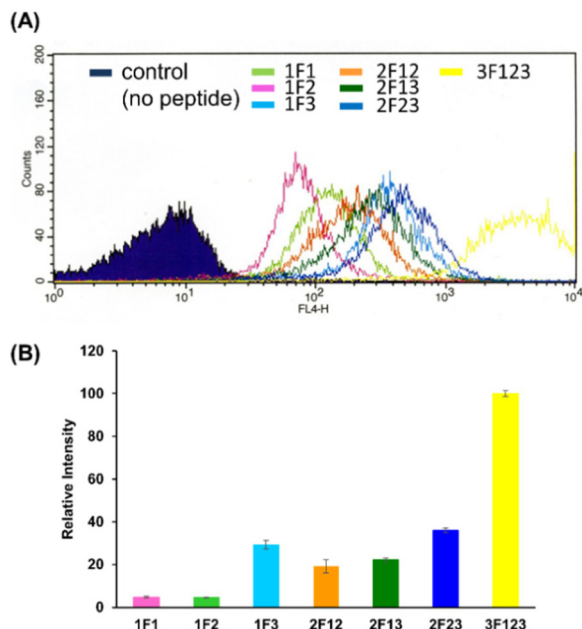 (A)
200
160
120
80
40
0
Counts
control
(no peptide)
1F1
1F2
1F3
2F12
2F13
2F23
3F123
10⁰ 10¹ 10² 10³ 10⁴
FL4-H
(B)
120
100
80
60
40
20
0
Relative Intensity
1F1 1F2 1F3 2F12 2F13 2F23 3F123